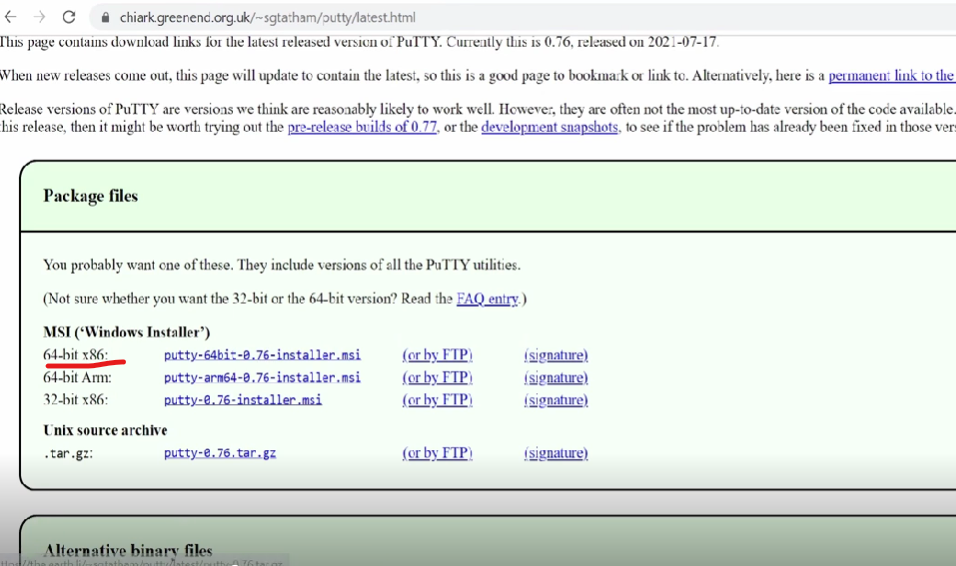 chiark.greenend.org.uk/~sgtatham/putty/latest.html
This page contains download links for the latest released version of PuTTY. Currently this is 0.76, released on 2021-07-17.
When new releases come out, this page will update to contain the latest, so this is a good page to bookmark or link to. Alternatively, here is a permanent link to the
Release versions of PuTTY are versions we think are reasonably likely to work well. However, they are often not the most up-to-date version of the code available.
this release, then it might be worth trying out the pre-release builds of 0.77, or the development snapshots, to see if the problem has already been fixed in those
Package files
You probably want one of these. They include versions of all the PuTTY utilities.
(Not sure whether you want the 32-bit or the 64-bit version? Read the FAQ entry.)
MSI (‘Windows Installer’)
64-bit x86: putty-64bit-0.76-installer.msi (or by FTP) (signature)
64-bit Arm: putty-arm64-0.76-installer.msi (or by FTP) (signature)
32-bit x86: putty-0.76-installer.msi (or by FTP) (signature)
Unix source archive
.tar.gz: putty-0.76.tar.gz (or by FTP) (signature)
Alternative binary files